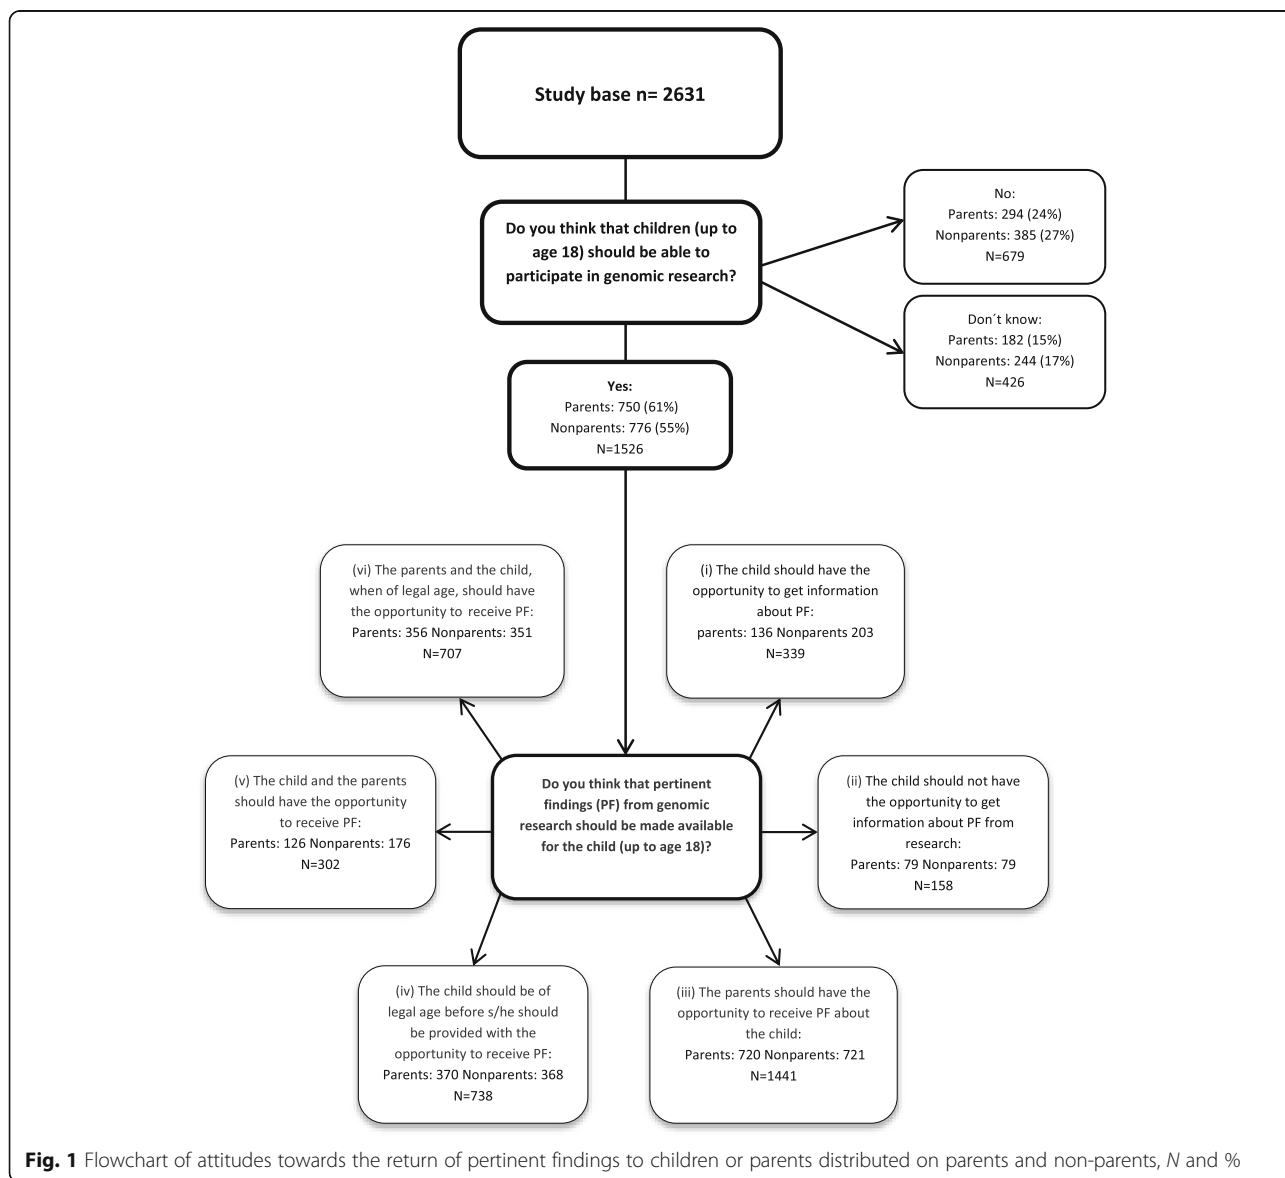 Study base n= 2631
Do you think that children (up to
age 18) should be able to
participate in genomic research?
No:
Parents: 294 (24%)
Nonparents: 385 (27%)
N=679
Don´t know:
Parents: 182 (15%)
Nonparents: 244 (17%)
N=426
Yes:
Parents: 750 (61%)
Nonparents: 776 (55%)
N=1526
(vi) The parents and the child,
when of legal age, should have
the opportunity to receive PF:
Parents: 356 Nonparents: 351
N=707
(i) The child should have the
opportunity to get information
about PF:
parents: 136 Nonparents 203
N=339
(v) The child and the parents
should have the opportunity
to receive PF:
Parents: 126 Nonparents: 176
N=302
Do you think that pertinent
findings (PF) from genomic
research should be made available
for the child (up to age 18)?
(ii) The child should not have
the opportunity to get
information about PF from
research:
Parents: 79 Nonparents: 79
N=158
(iv) The child should be of
legal age before s/he should
be provided with the
opportunity to receive PF:
Parents: 370 Nonparents: 368
N=738
(iii) The parents should have the
opportunity to receive PF about
the child:
Parents: 720 Nonparents: 721
N=1441
Fig. 1 Flowchart of attitudes towards the return of pertinent findings to children or parents distributed on parents and non-parents, N and %